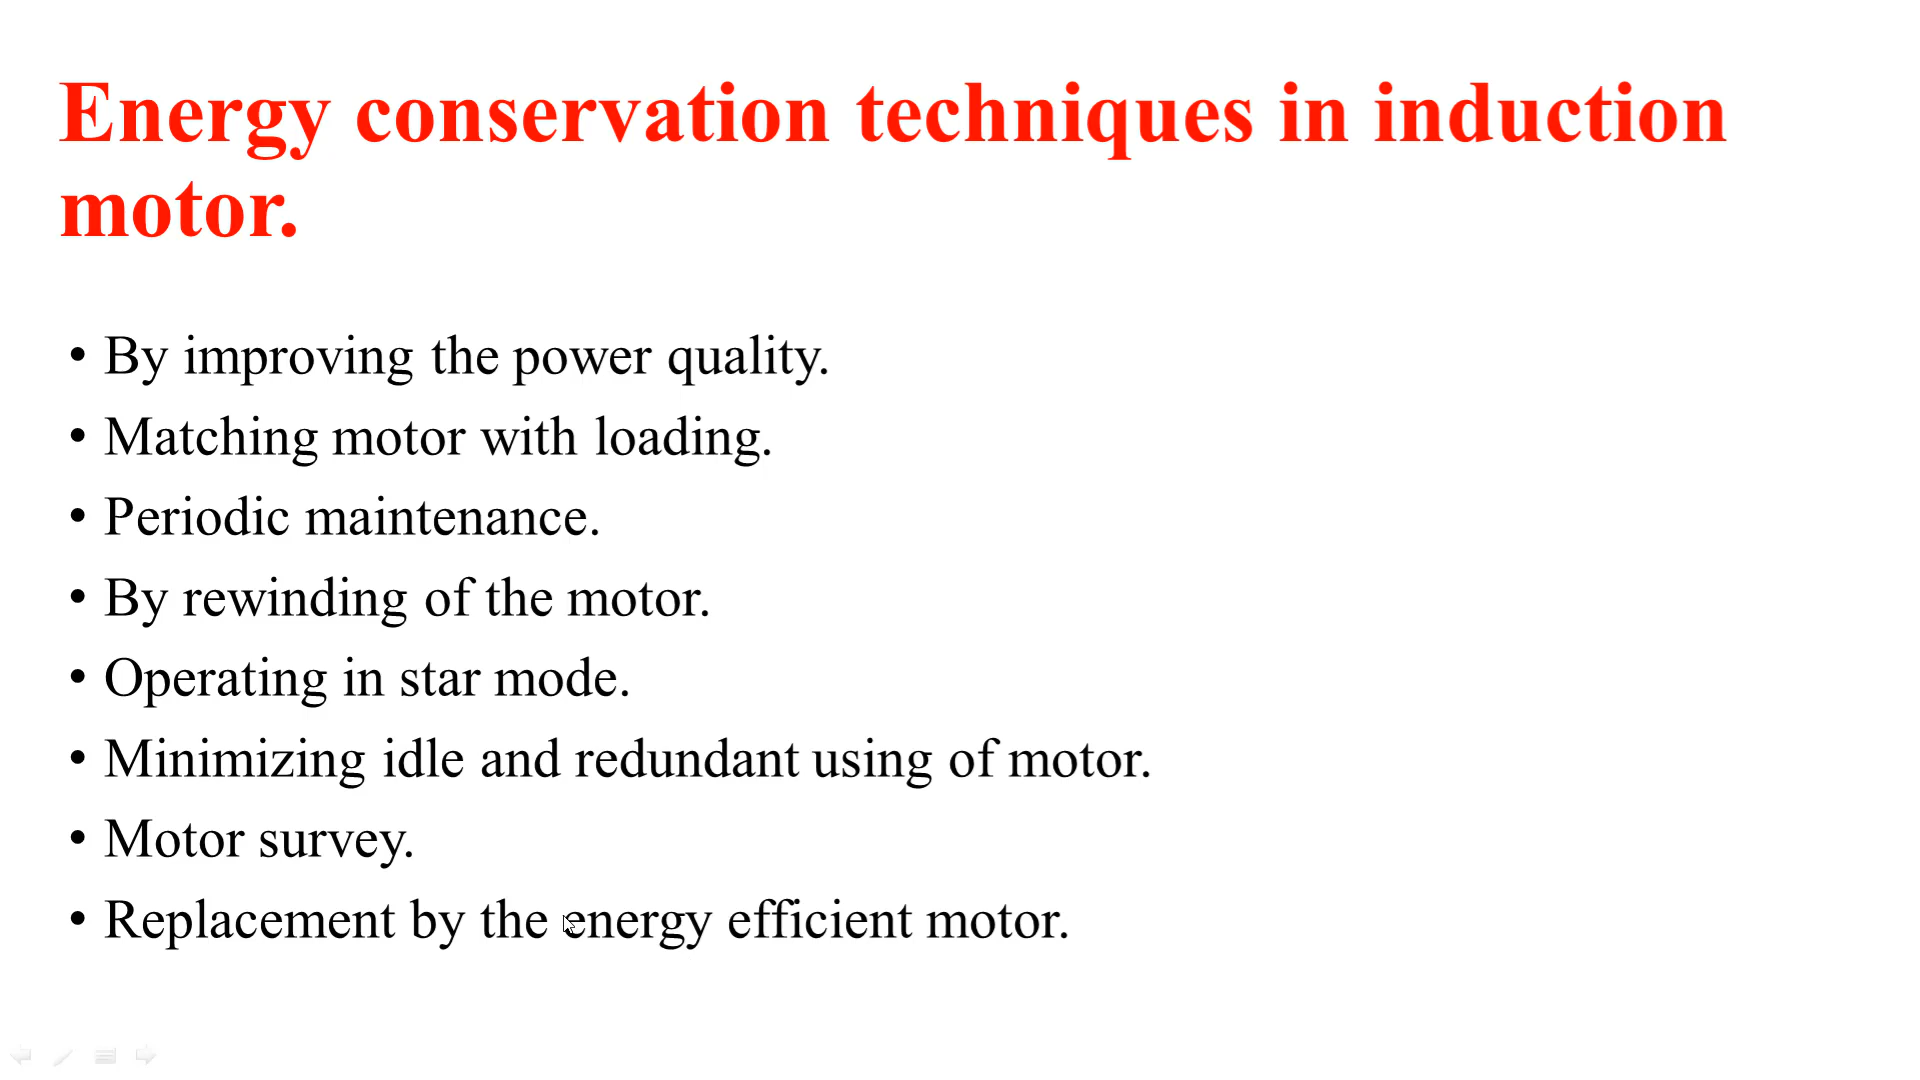 Energy conservation techniques in induction
motor.
• By improving the power quality.
• Matching motor with loading.
• Periodic maintenance.
• By rewinding of the motor.
• Operating in star mode.
• Minimizing idle and redundant using of motor.
• Motor survey.
• Replacement by the energy efficient motor.